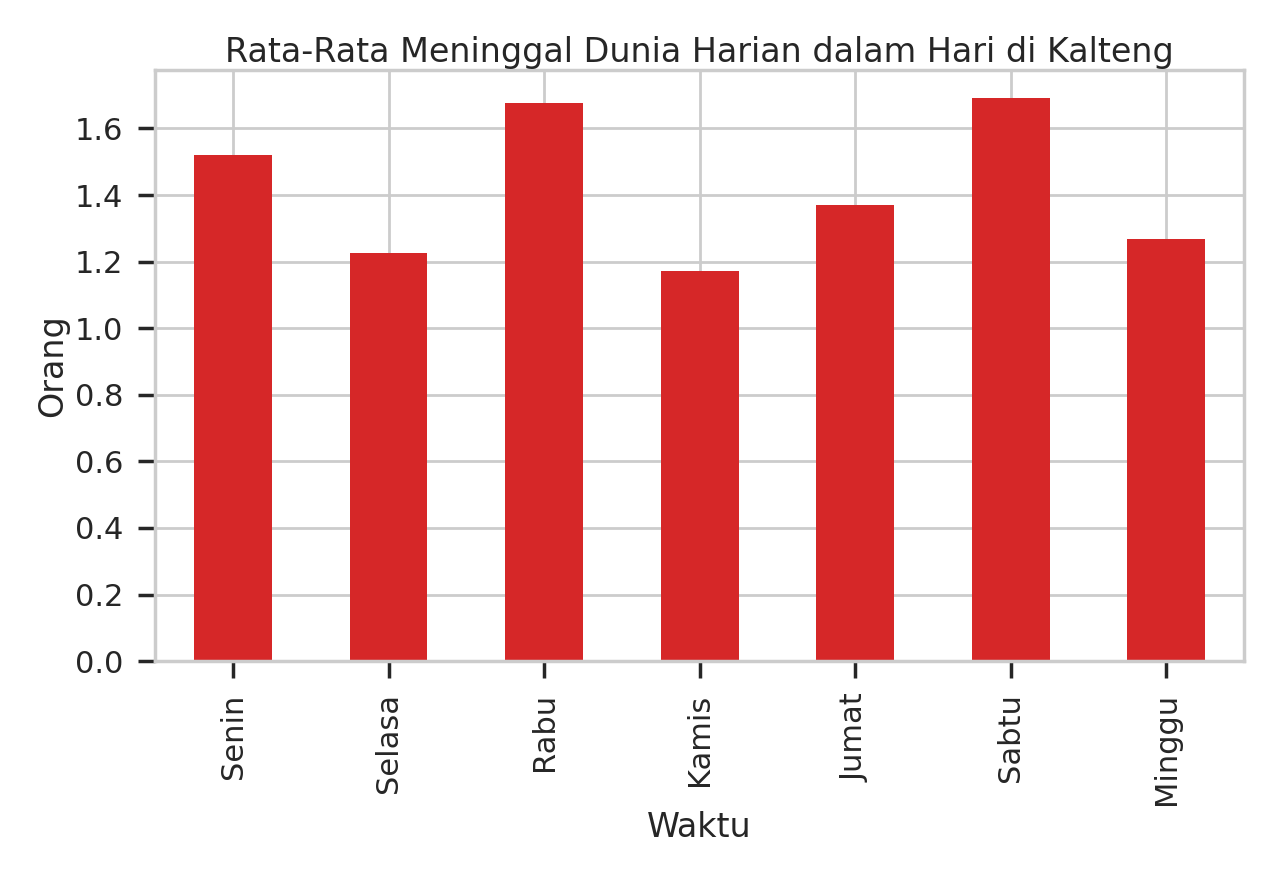 Rata-Rata Meninggal Dunia Harian dalam Hari di Kalteng
Orang
1.6
1.4
1.2
1.0
0.8
0.6
0.4
0.2
0.0
Senin
Selasa
Rabu
Kamis
Jumat
Sabtu
Minggu
Waktu